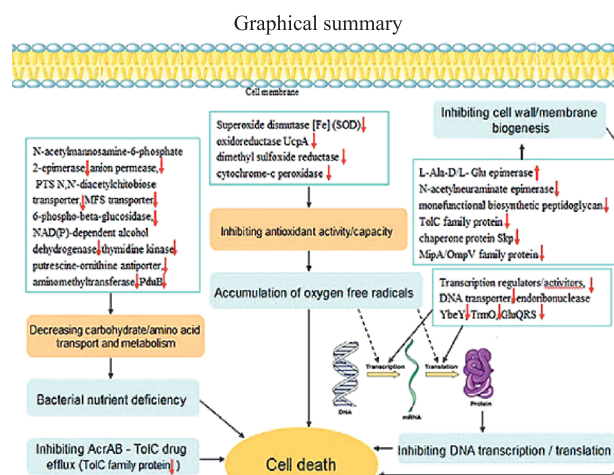 Graphical summary
Cell membrane
N-acetylmannosamine-6-phosphate
2-epimerase↓anion permease,↓
PTS N,N-diacetylchitobiose
transporter,↓MFS transporter↓
6-phospho-beta-glucosidase,↓
NAD(P)-dependent alcohol
dehydrogenase↓thymidine kinase↓
putrescine-ornithine antiporter,↓
aminomethyltransferase↓PduB↓
Decreasing carbohydrate/amino acid
transport and metabolism
Bacterial nutrient deficiency
Inhibiting AcrAB - TolC drug
efflux (TolC family protein↓)
Superoxide dismutase [Fe] (SOD)↓
oxidoreductase UcpA↓
dimethyl sulfoxide reductase↓
cytochrome-c peroxidase↓
Inhibiting antioxidant activity/capacity
Accumulation of oxygen free radicals
Cell death
Inhibiting cell wall/membrane
biogenesis
L-Ala-D/L- Glu epimerase↑
N-acetylneuraminate epimerase↓
monofunctional biosynthetic peptidoglycan↓
TolC family protein↓
chaperone protein Skp↓
MipA/OmpV family protein↓
Transcription regulators/activitors,↓
DNA transporter↓endoribonuclease
YbeY↓TrmO↓GluQRS↓
Transcription
Translation
DNA
mRNA
Protein
Inhibiting DNA transcription / translation